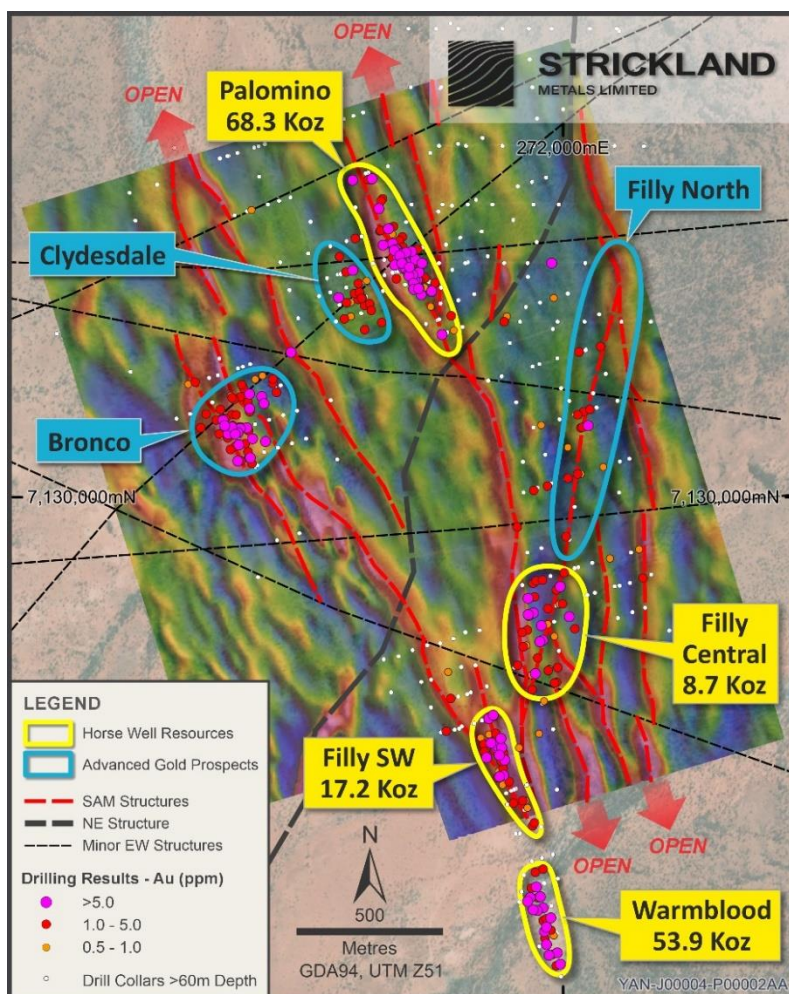 OPEN
OPEN
STRICKLAND
METALS LIMITED
Palomino
68.3 Koz
272,000mE
Filly North
Clydesdale
Bronco
7,130,000mN
7,130,000mN
Filly
Central
8.7 Koz
LEGEND
Horse Well Resources
Advanced Gold Prospects
SAM Structures
NE Structure
Minor EW Structures
Drilling Results - Au (ppm)
>5.0
1.0 - 5.0
0.5 - 1.0
Drill Collars >60m Depth
Filly SW
17.2 Koz
N
500
Metres
GDA94, UTM Z51
OPEN
OPEN
Warmblood
53.9 Koz
YAN-J00004-P00002AA